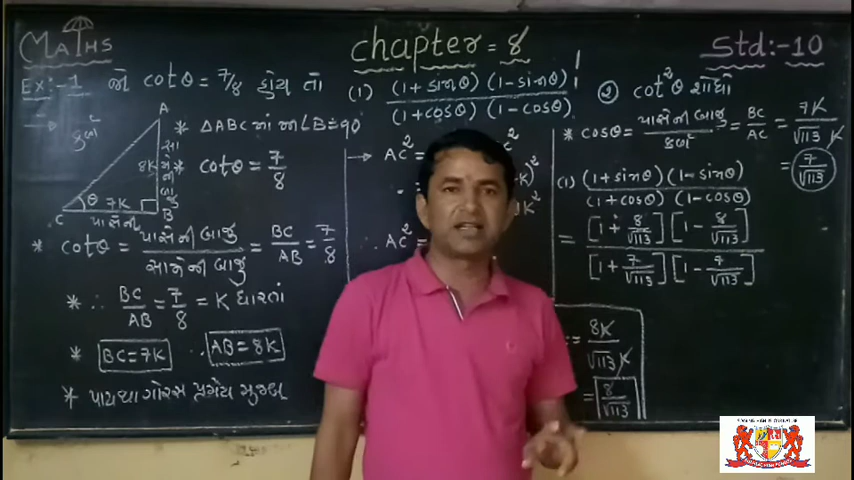 MATHS
chapter = 8
Std:-10
Ex:-1 જો cotθ = 7/8 હોય તો
(1) (1+sinθ)(1-sinθ)
(1+cosθ)(1-cosθ)
(2) cot²θ શોધો
A
કર્ણ
8K
સામેની બાજુ
θ 7K
C
B
પાસેની
* ΔABC માં ∠B=90
* cotθ = 7/8
* cotθ = પાસેની બાજુ / સામેની બાજુ = BC/AB = 7/8
* ∴ BC/AB = 7/8 = K ધારતાં
* BC=7K ∴ AB=8K
* પાયથાગોરસ પ્રમેય મુજબ
→ AC² =
∴ AC² =
* cosθ = પાસેની બાજુ / કર્ણ = BC/AC = 7K/√113 K
= 7/√113
(1) (1+sinθ)(1-sinθ)
(1+cosθ)(1-cosθ)
= [1+ 8/√113][1- 8/√113]
[1+ 7/√113][1- 7/√113]
= 8K/√113 K
= 8/√113